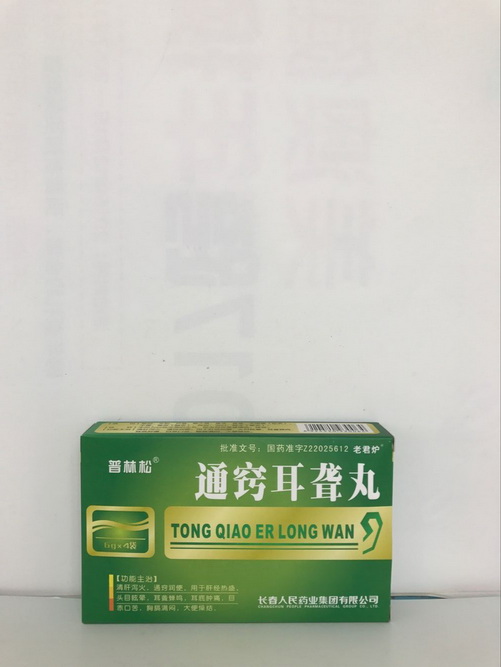 批准文号：国药准字Z22025612 老君炉®
普林松®
通窍耳聋丸
TONG QIAO ER LONG WAN
6g×4袋
【功能主治】
清肝泻火，通窍润便。用于肝经热盛，
头目眩晕，耳聋蝉鸣，耳底肿痛，目
赤口苦，胸膈满闷，大便燥结。
长春人民药业集团有限公司
CHANGCHUN PEOPLE PHARMACEUTICAL GROUP CO., LTD